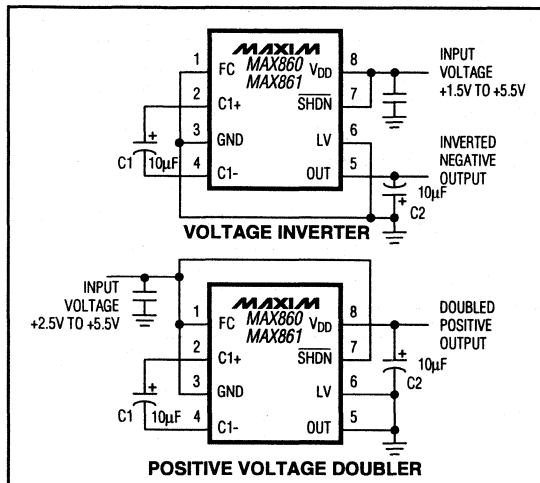 MAXIM
MAX860
MAX861
1 FC
2 C1+
3 GND
4 C1-
VDD 8
SHDN 7
LV 6
OUT 5
C1 + 10µF
INPUT
VOLTAGE
+1.5V TO +5.5V
INVERTED
NEGATIVE
OUTPUT
10µF
+ C2
VOLTAGE INVERTER
INPUT
VOLTAGE
+2.5V TO +5.5V
MAXIM
MAX860
MAX861
1 FC
2 C1+
3 GND
4 C1-
VDD 8
SHDN 7
LV 6
OUT 5
C1 + 10µF
DOUBLED
POSITIVE
OUTPUT
+ 10µF
C2
POSITIVE VOLTAGE DOUBLER